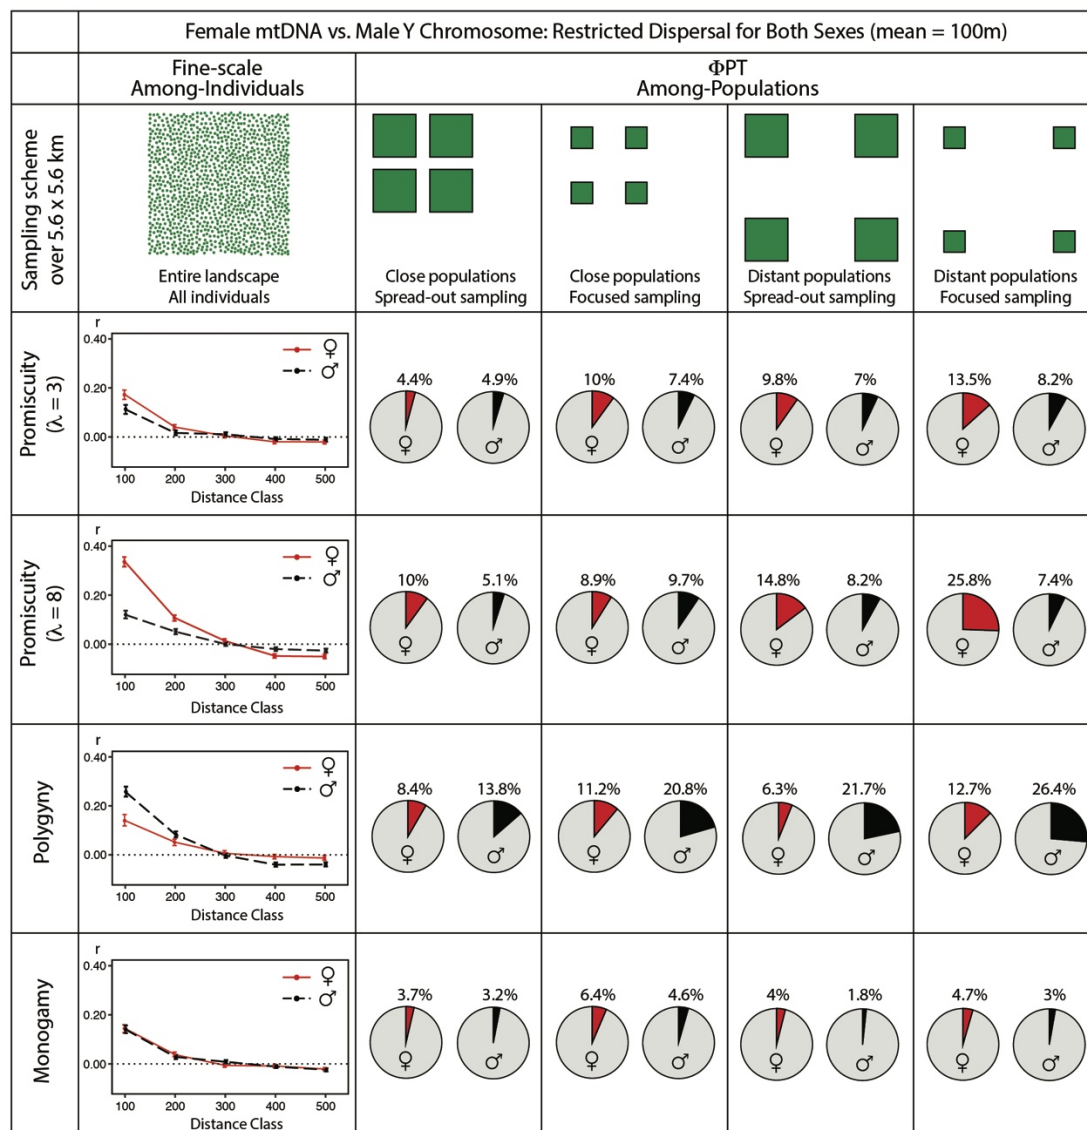 Female mtDNA vs. Male Y Chromosome: Restricted Dispersal for Both Sexes (mean = 100m)
Fine-scale
Among-Individuals
ΦPT
Among-Populations
Sampling scheme
over 5.6 x 5.6 km
Entire landscape
All individuals
Close populations
Spread-out sampling
Close populations
Focused sampling
Distant populations
Spread-out sampling
Distant populations
Focused sampling
Promiscuity
(λ = 3)
r
0.40
0.20
0.00
♀
♂
100 200 300 400 500
Distance Class
4.4% 4.9% 10% 7.4% 9.8% 7% 13.5% 8.2%
♀ ♂ ♀ ♂ ♀ ♂ ♀ ♂
Promiscuity
(λ = 8)
r
0.40
0.20
0.00
♀
♂
100 200 300 400 500
Distance Class
10% 5.1% 8.9% 9.7% 14.8% 8.2% 25.8% 7.4%
♀ ♂ ♀ ♂ ♀ ♂ ♀ ♂
Polygyny
r
0.40
0.20
0.00
♀
♂
100 200 300 400 500
Distance Class
8.4% 13.8% 11.2% 20.8% 6.3% 21.7% 12.7% 26.4%
♀ ♂ ♀ ♂ ♀ ♂ ♀ ♂
Monogamy
r
0.40
0.20
0.00
♀
♂
100 200 300 400 500
Distance Class
3.7% 3.2% 6.4% 4.6% 4% 1.8% 4.7% 3%
♀ ♂ ♀ ♂ ♀ ♂ ♀ ♂